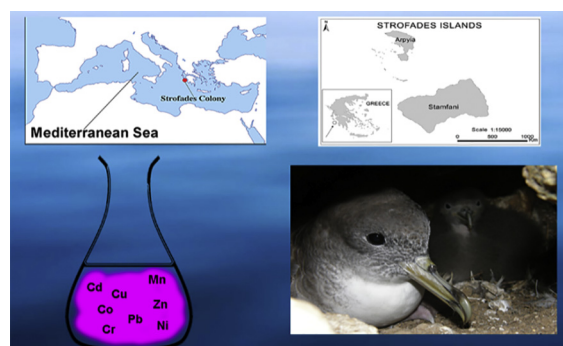 Strofades Colony
Mediterranean Sea
STROFADES ISLANDS
N
Arpyia
GREECE
Stamfani
Scale 1:15000
0 500 1000
Km
Cd
Cu
Mn
Co
Zn
Pb
Cr
Ni